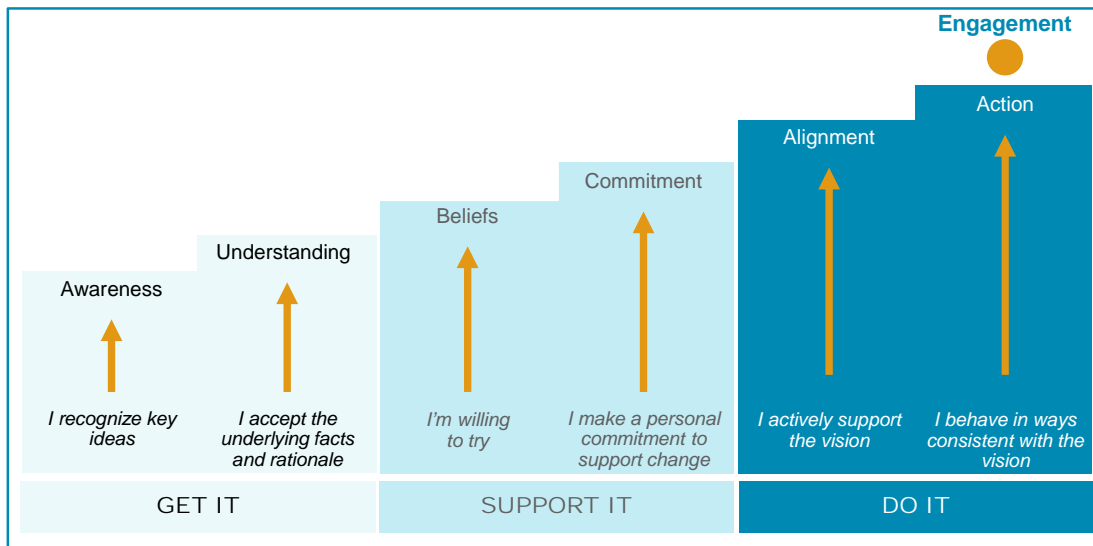 Engagement
Action
Alignment
Commitment
Beliefs
Understanding
Awareness
I recognize key
ideas
I accept the
underlying facts
and rationale
I'm willing
to try
I make a personal
commitment to
support change
I actively support
the vision
I behave in ways
consistent with the
vision
GET IT
SUPPORT IT
DO IT